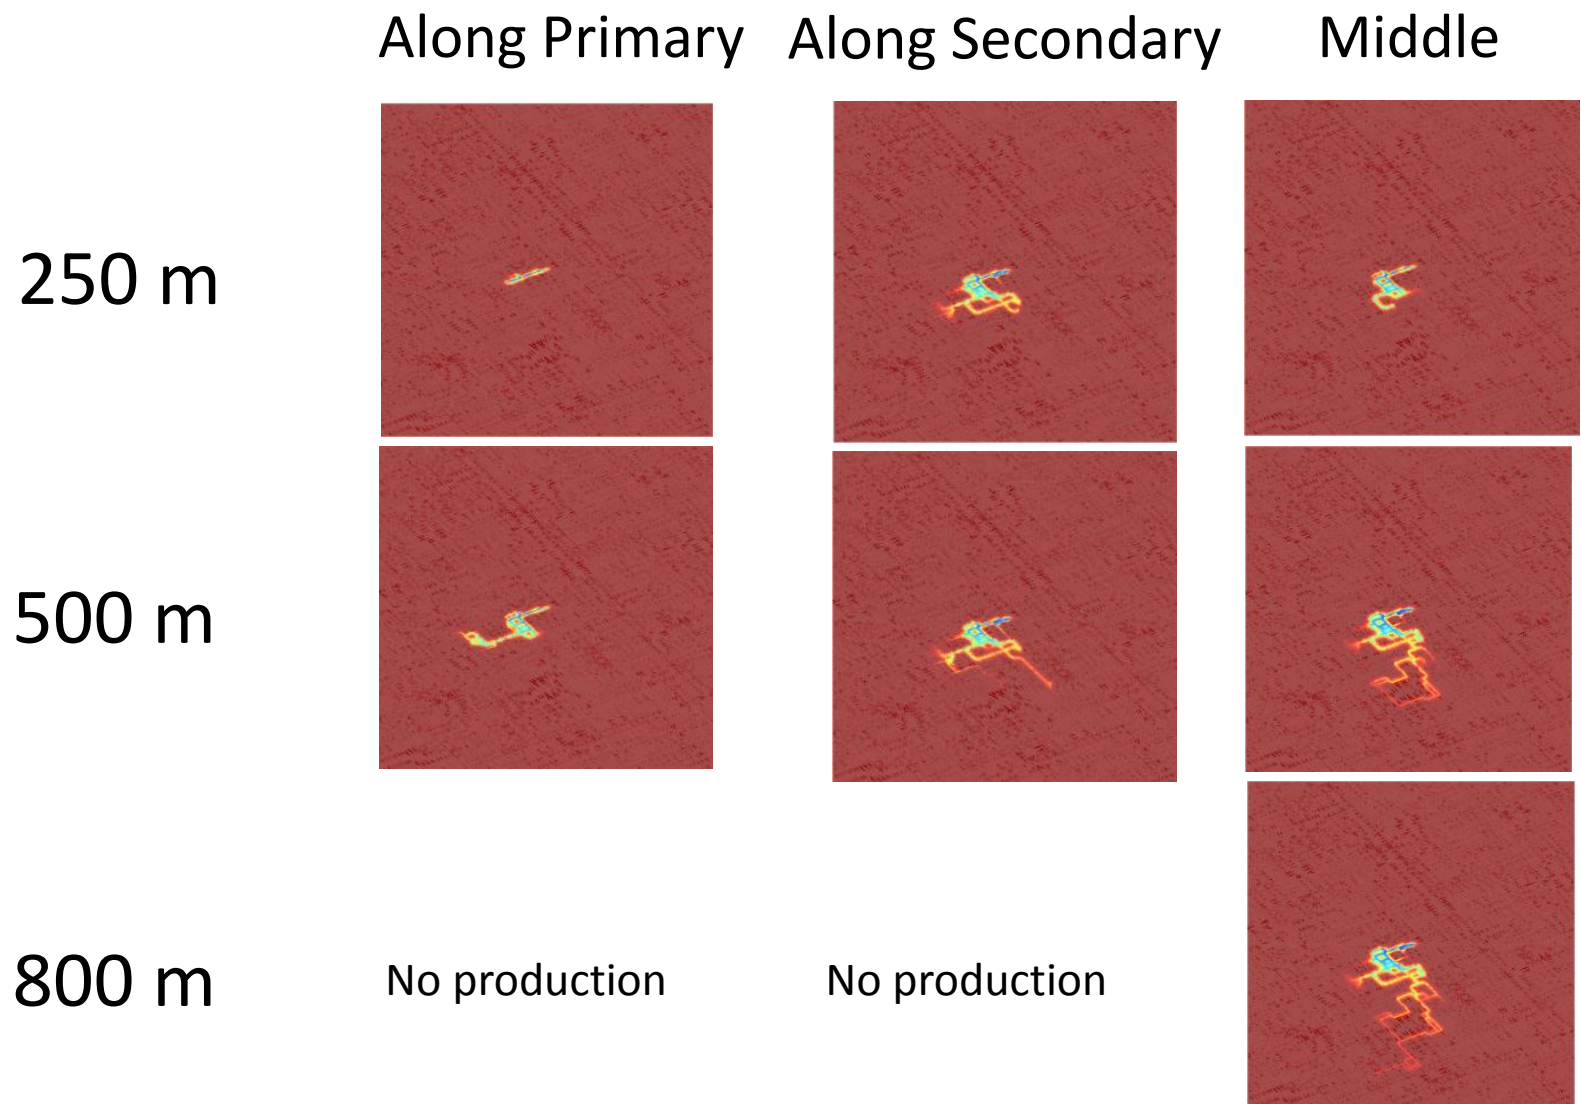 Along Primary
Along Secondary
Middle
250 m
500 m
800 m
No production
No production